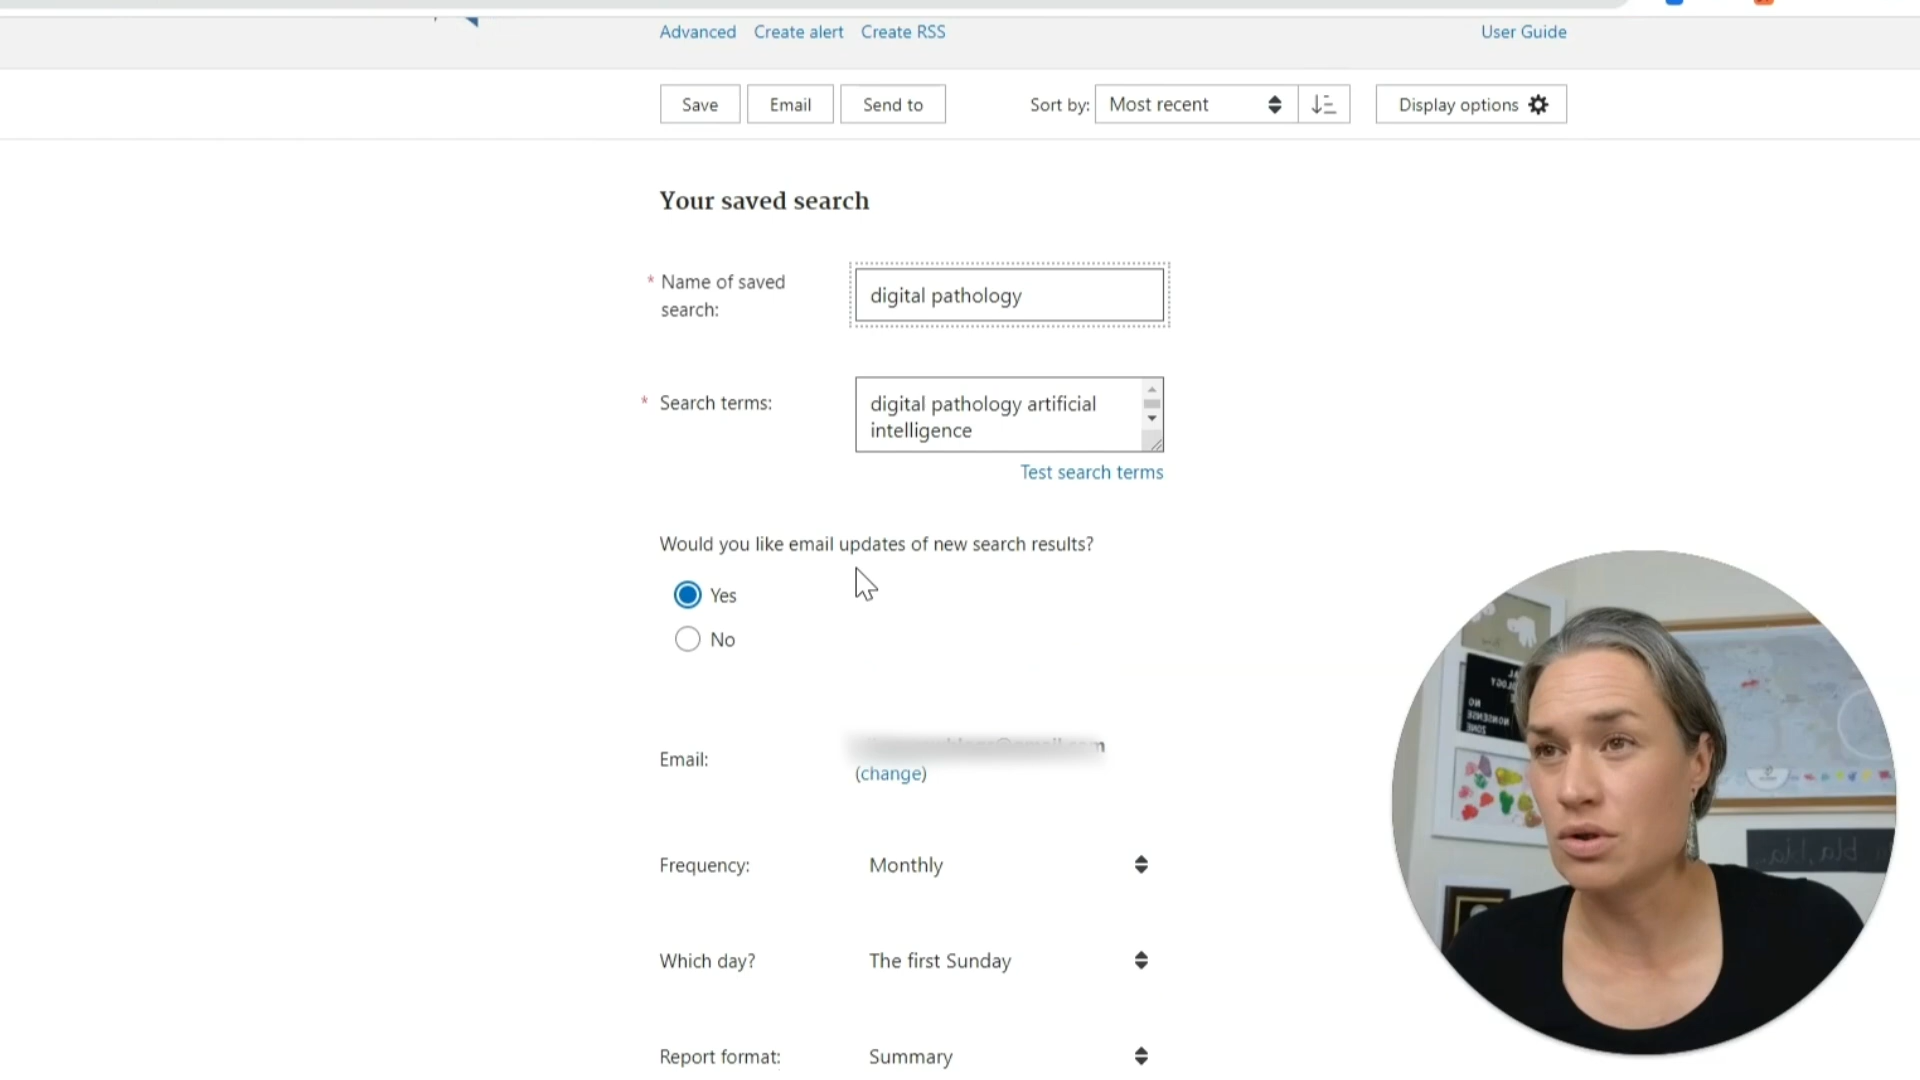 Advanced Create alert Create RSS User Guide
Save Email Send to Sort by: Most recent Display options
Your saved search
* Name of saved
search:
digital pathology
* Search terms:
digital pathology artificial
intelligence
Test search terms
Would you like email updates of new search results?
Yes
No
Email:
(change)
Frequency: Monthly
Which day? The first Sunday
Report format: Summary